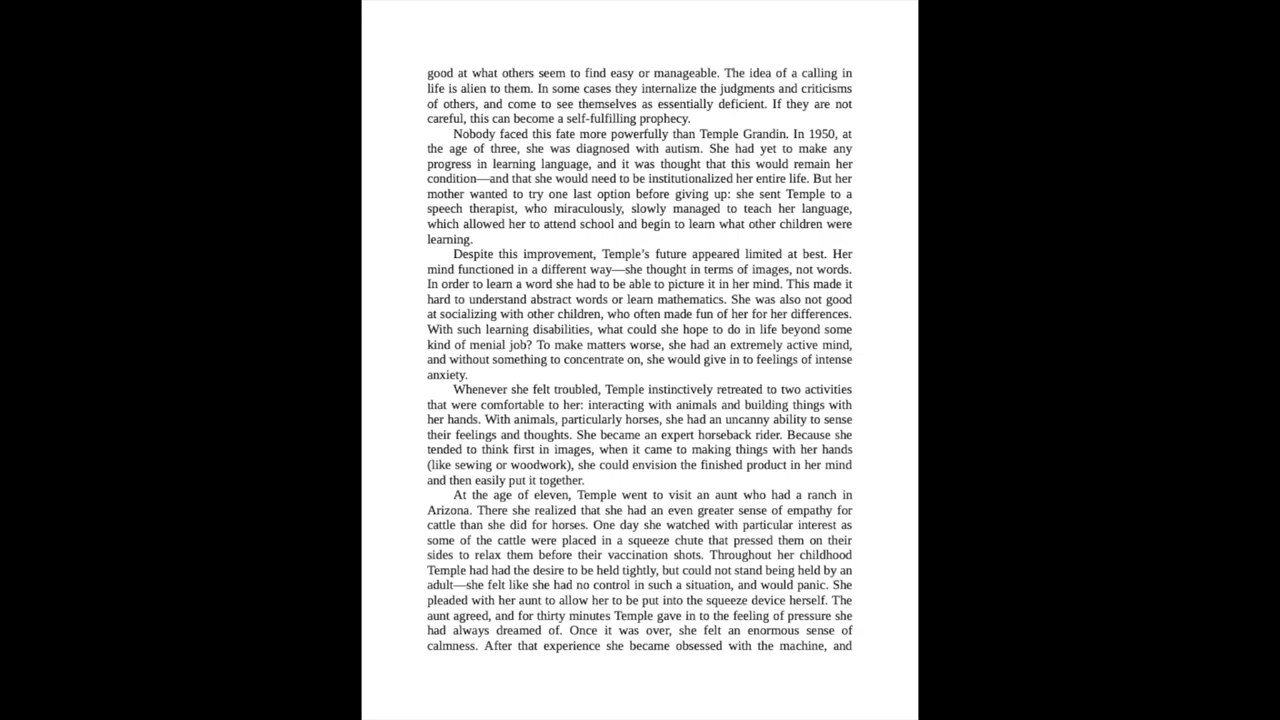 good at what others seem to find easy or manageable. The idea of a calling in
life is alien to them. In some cases they internalize the judgments and criticisms
of others, and come to see themselves as essentially deficient. If they are not
careful, this can become a self-fulfilling prophecy.
Nobody faced this fate more powerfully than Temple Grandin. In 1950, at
the age of three, she was diagnosed with autism. She had yet to make any
progress in learning language, and it was thought that this would remain her
condition—and that she would need to be institutionalized her entire life. But her
mother wanted to try one last option before giving up: she sent Temple to a
speech therapist, who miraculously, slowly managed to teach her language,
which allowed her to attend school and begin to learn what other children were
learning.
Despite this improvement, Temple’s future appeared limited at best. Her
mind functioned in a different way—she thought in terms of images, not words.
In order to learn a word she had to be able to picture it in her mind. This made it
hard to understand abstract words or learn mathematics. She was also not good
at socializing with other children, who often made fun of her for her differences.
With such learning disabilities, what could she hope to do in life beyond some
kind of menial job? To make matters worse, she had an extremely active mind,
and without something to concentrate on, she would give in to feelings of intense
anxiety.
Whenever she felt troubled, Temple instinctively retreated to two activities
that were comfortable to her: interacting with animals and building things with
her hands. With animals, particularly horses, she had an uncanny ability to sense
their feelings and thoughts. She became an expert horseback rider. Because she
tended to think first in images, when it came to making things with her hands
(like sewing or woodwork), she could envision the finished product in her mind
and then easily put it together.
At the age of eleven, Temple went to visit an aunt who had a ranch in
Arizona. There she realized that she had an even greater sense of empathy for
cattle than she did for horses. One day she watched with particular interest as
some of the cattle were placed in a squeeze chute that pressed them on their
sides to relax them before their vaccination shots. Throughout her childhood
Temple had had the desire to be held tightly, but could not stand being held by an
adult—she felt like she had no control in such a situation, and would panic. She
pleaded with her aunt to allow her to be put into the squeeze device herself. The
aunt agreed, and for thirty minutes Temple gave in to the feeling of pressure she
had always dreamed of. Once it was over, she felt an enormous sense of
calmness. After that experience she became obsessed with the machine, and